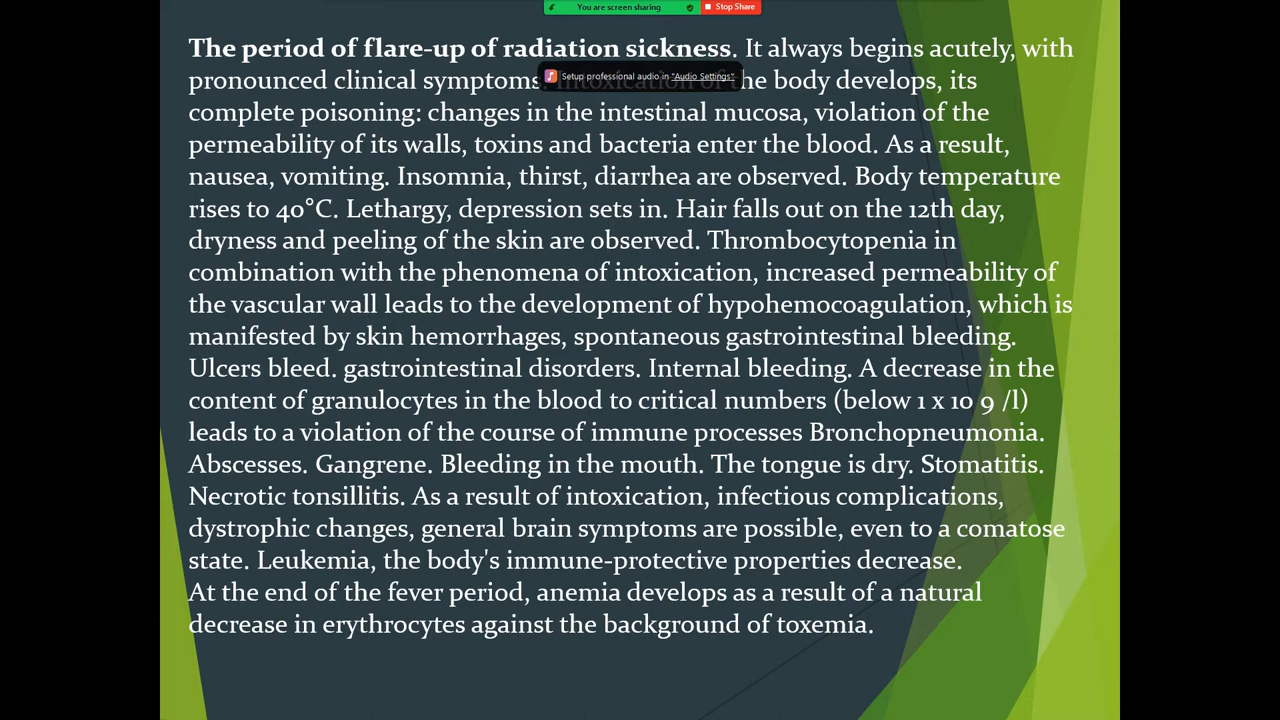 You are screen sharing
Stop Share
The period of flare-up of radiation sickness. It always begins acutely, with
Setup professional audio in "Audio Settings"
pronounced clinical symptoms. Intoxication of the body develops, its
complete poisoning: changes in the intestinal mucosa, violation of the
permeability of its walls, toxins and bacteria enter the blood. As a result,
nausea, vomiting. Insomnia, thirst, diarrhea are observed. Body temperature
rises to 40°C. Lethargy, depression sets in. Hair falls out on the 12th day,
dryness and peeling of the skin are observed. Thrombocytopenia in
combination with the phenomena of intoxication, increased permeability of
the vascular wall leads to the development of hypohemocoagulation, which is
manifested by skin hemorrhages, spontaneous gastrointestinal bleeding.
Ulcers bleed. gastrointestinal disorders. Internal bleeding. A decrease in the
content of granulocytes in the blood to critical numbers (below 1 x 10 9 /l)
leads to a violation of the course of immune processes Bronchopneumonia.
Abscesses. Gangrene. Bleeding in the mouth. The tongue is dry. Stomatitis.
Necrotic tonsillitis. As a result of intoxication, infectious complications,
dystrophic changes, general brain symptoms are possible, even to a comatose
state. Leukemia, the body's immune-protective properties decrease.
At the end of the fever period, anemia develops as a result of a natural
decrease in erythrocytes against the background of toxemia.